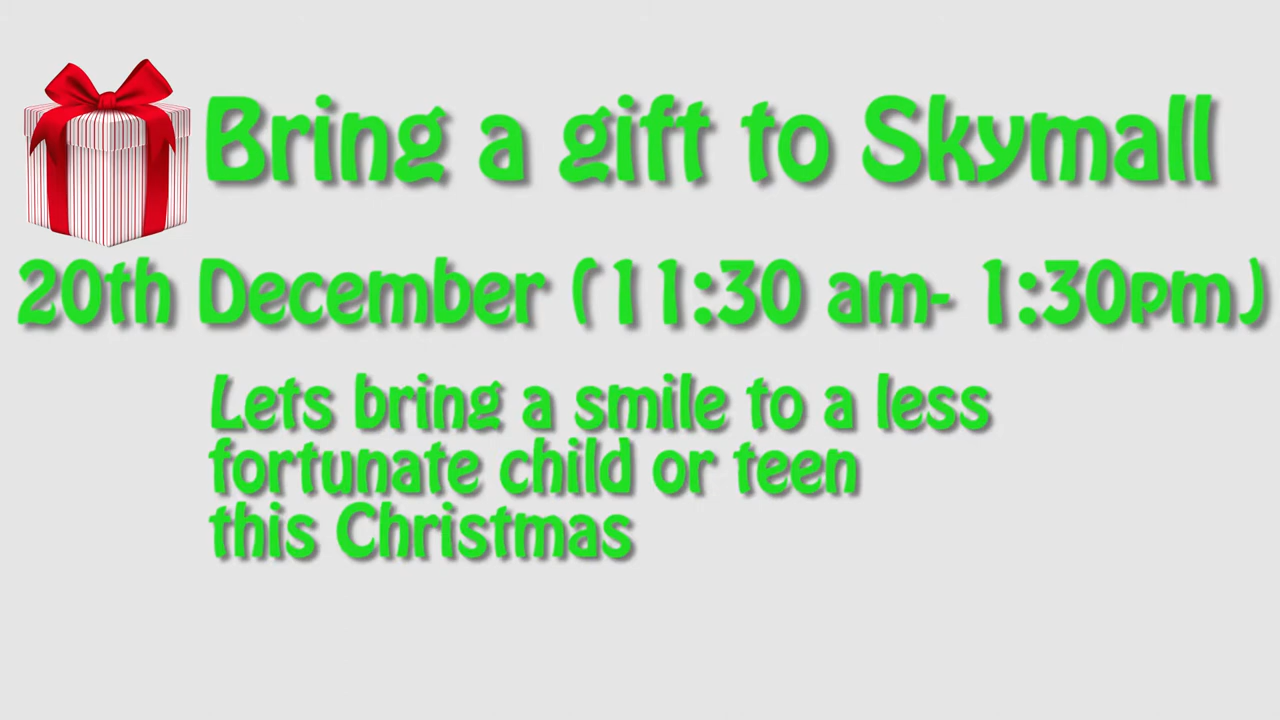 Bring a gift to Skymall
20th December (11:30 am- 1:30pm)
Lets bring a smile to a less
fortunate child or teen
this Christmas